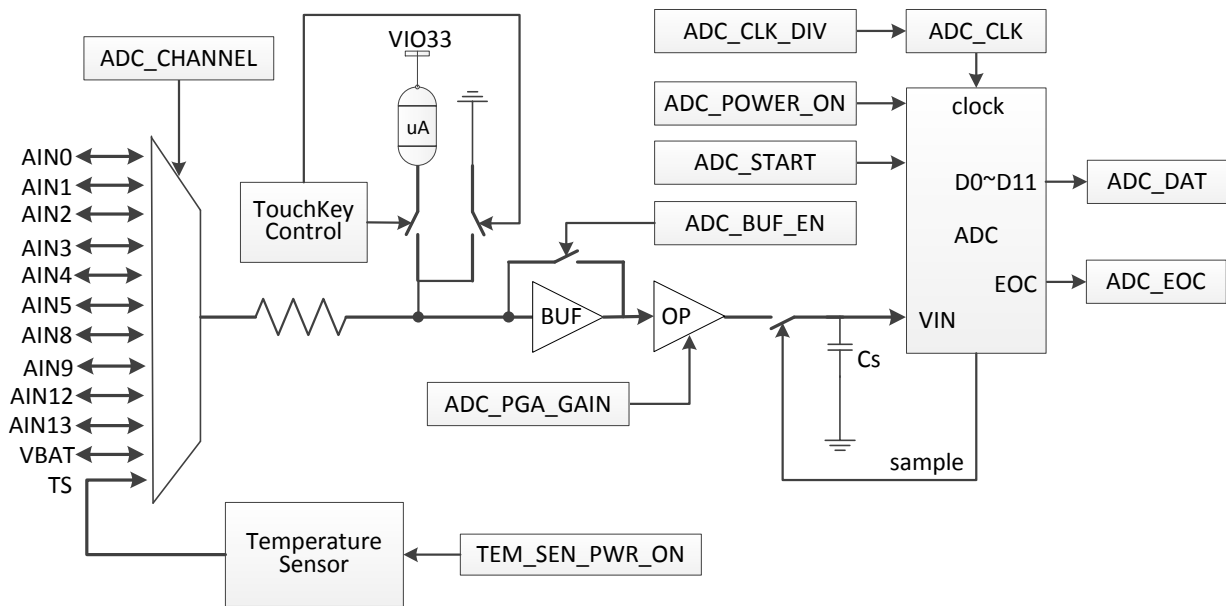 ADC_CHANNEL
VIO33
ADC_CLK_DIV
ADC_CLK
ADC_POWER_ON
clock
uA
ADC_START
D0~D11
ADC_DAT
AIN0
AIN1
AIN2
AIN3
AIN4
AIN5
AIN8
AIN9
AIN12
AIN13
VBAT
TS
TouchKey
Control
ADC_BUF_EN
ADC
EOC
ADC_EOC
BUF
OP
VIN
Cs
ADC_PGA_GAIN
sample
Temperature
Sensor
TEM_SEN_PWR_ON